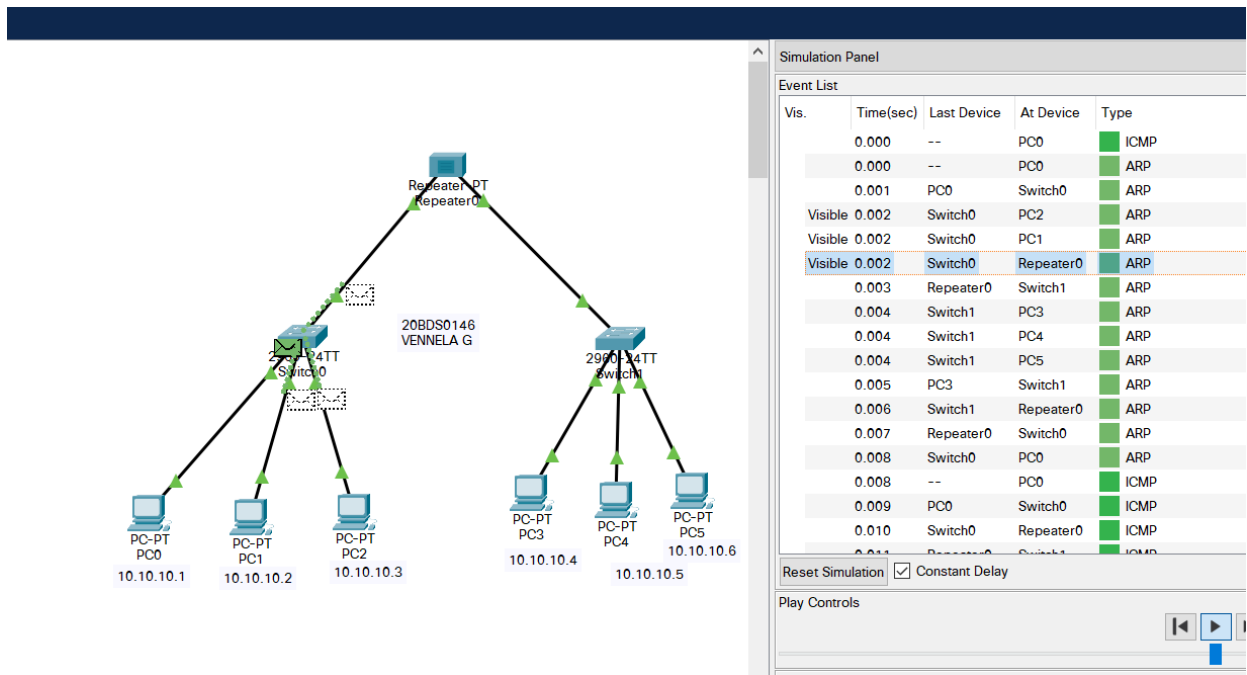 Repeater-PT
Repeater0
20BDS0146
VENNELA G
Switch0
2960-24TT
Switch1
PC-PT
PC0
10.10.10.1
PC-PT
PC1
10.10.10.2
PC-PT
PC2
10.10.10.3
PC-PT
PC3
10.10.10.4
PC-PT
PC4
10.10.10.5
PC-PT
PC5
10.10.10.6
Simulation Panel
Event List
Vis. Time(sec) Last Device At Device Type
0.000 -- PC0 ICMP
0.000 -- PC0 ARP
0.001 PC0 Switch0 ARP
Visible 0.002 Switch0 PC2 ARP
Visible 0.002 Switch0 PC1 ARP
Visible 0.002 Switch0 Repeater0 ARP
0.003 Repeater0 Switch1 ARP
0.004 Switch1 PC3 ARP
0.004 Switch1 PC4 ARP
0.004 Switch1 PC5 ARP
0.005 PC3 Switch1 ARP
0.006 Switch1 Repeater0 ARP
0.007 Repeater0 Switch0 ARP
0.008 Switch0 PC0 ARP
0.008 -- PC0 ICMP
0.009 PC0 Switch0 ICMP
0.010 Switch0 Repeater0 ICMP
0.011 Repeater0 Switch1 ICMP
Reset Simulation Constant Delay
Play Controls